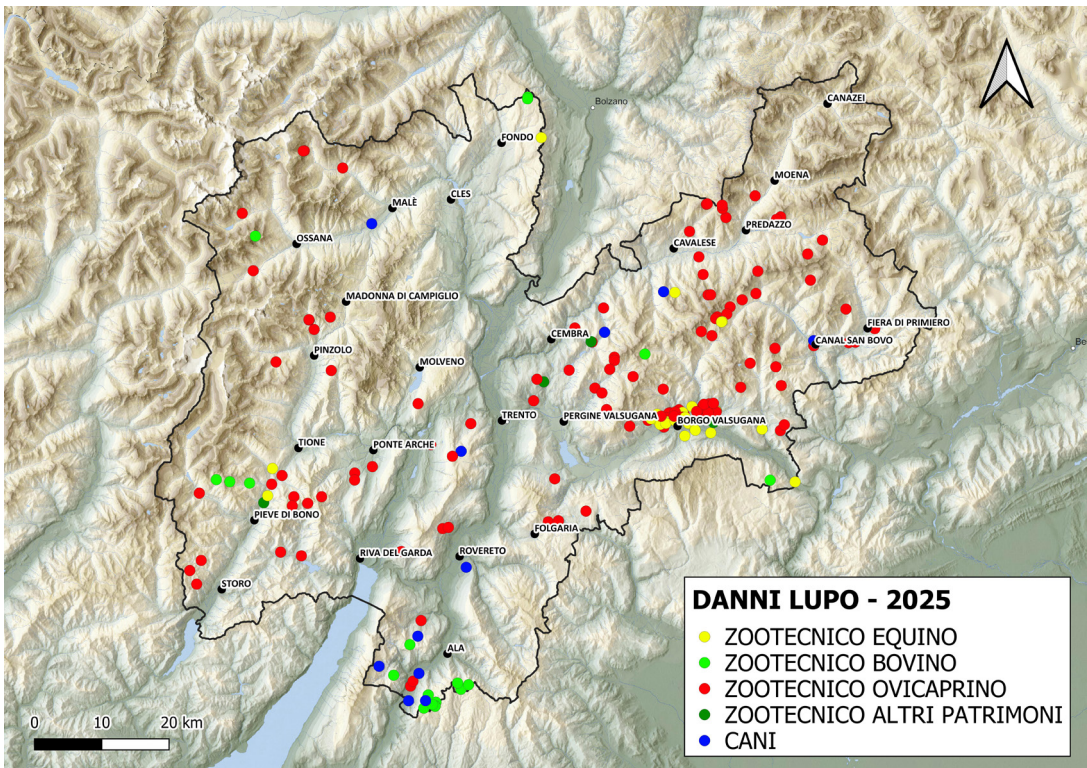 CANAZEI
Bolzano
FONDO
MOENA
CLES
MALÈ
PREDAZZO
OSSANA
CAVALESE
MADONNA DI CAMPIGLIO
FIERA DI PRIMIERO
CEMBRA
CANAL SAN BOVO
Be
PINZOLO
MOLVENO
TRENTO
PERGINE VALSUGANA
BORGO VALSUGANA
TIONE
PONTE ARCHE
PIEVE DI BONO
FOLGARIA
RIVA DEL GARDA
ROVERETO
STORO
ALA
DANNI LUPO - 2025
ZOOTECNICO EQUINO
ZOOTECNICO BOVINO
ZOOTECNICO OVICAPRINO
ZOOTECNICO ALTRI PATRIMONI
CANI
0 10 20 km